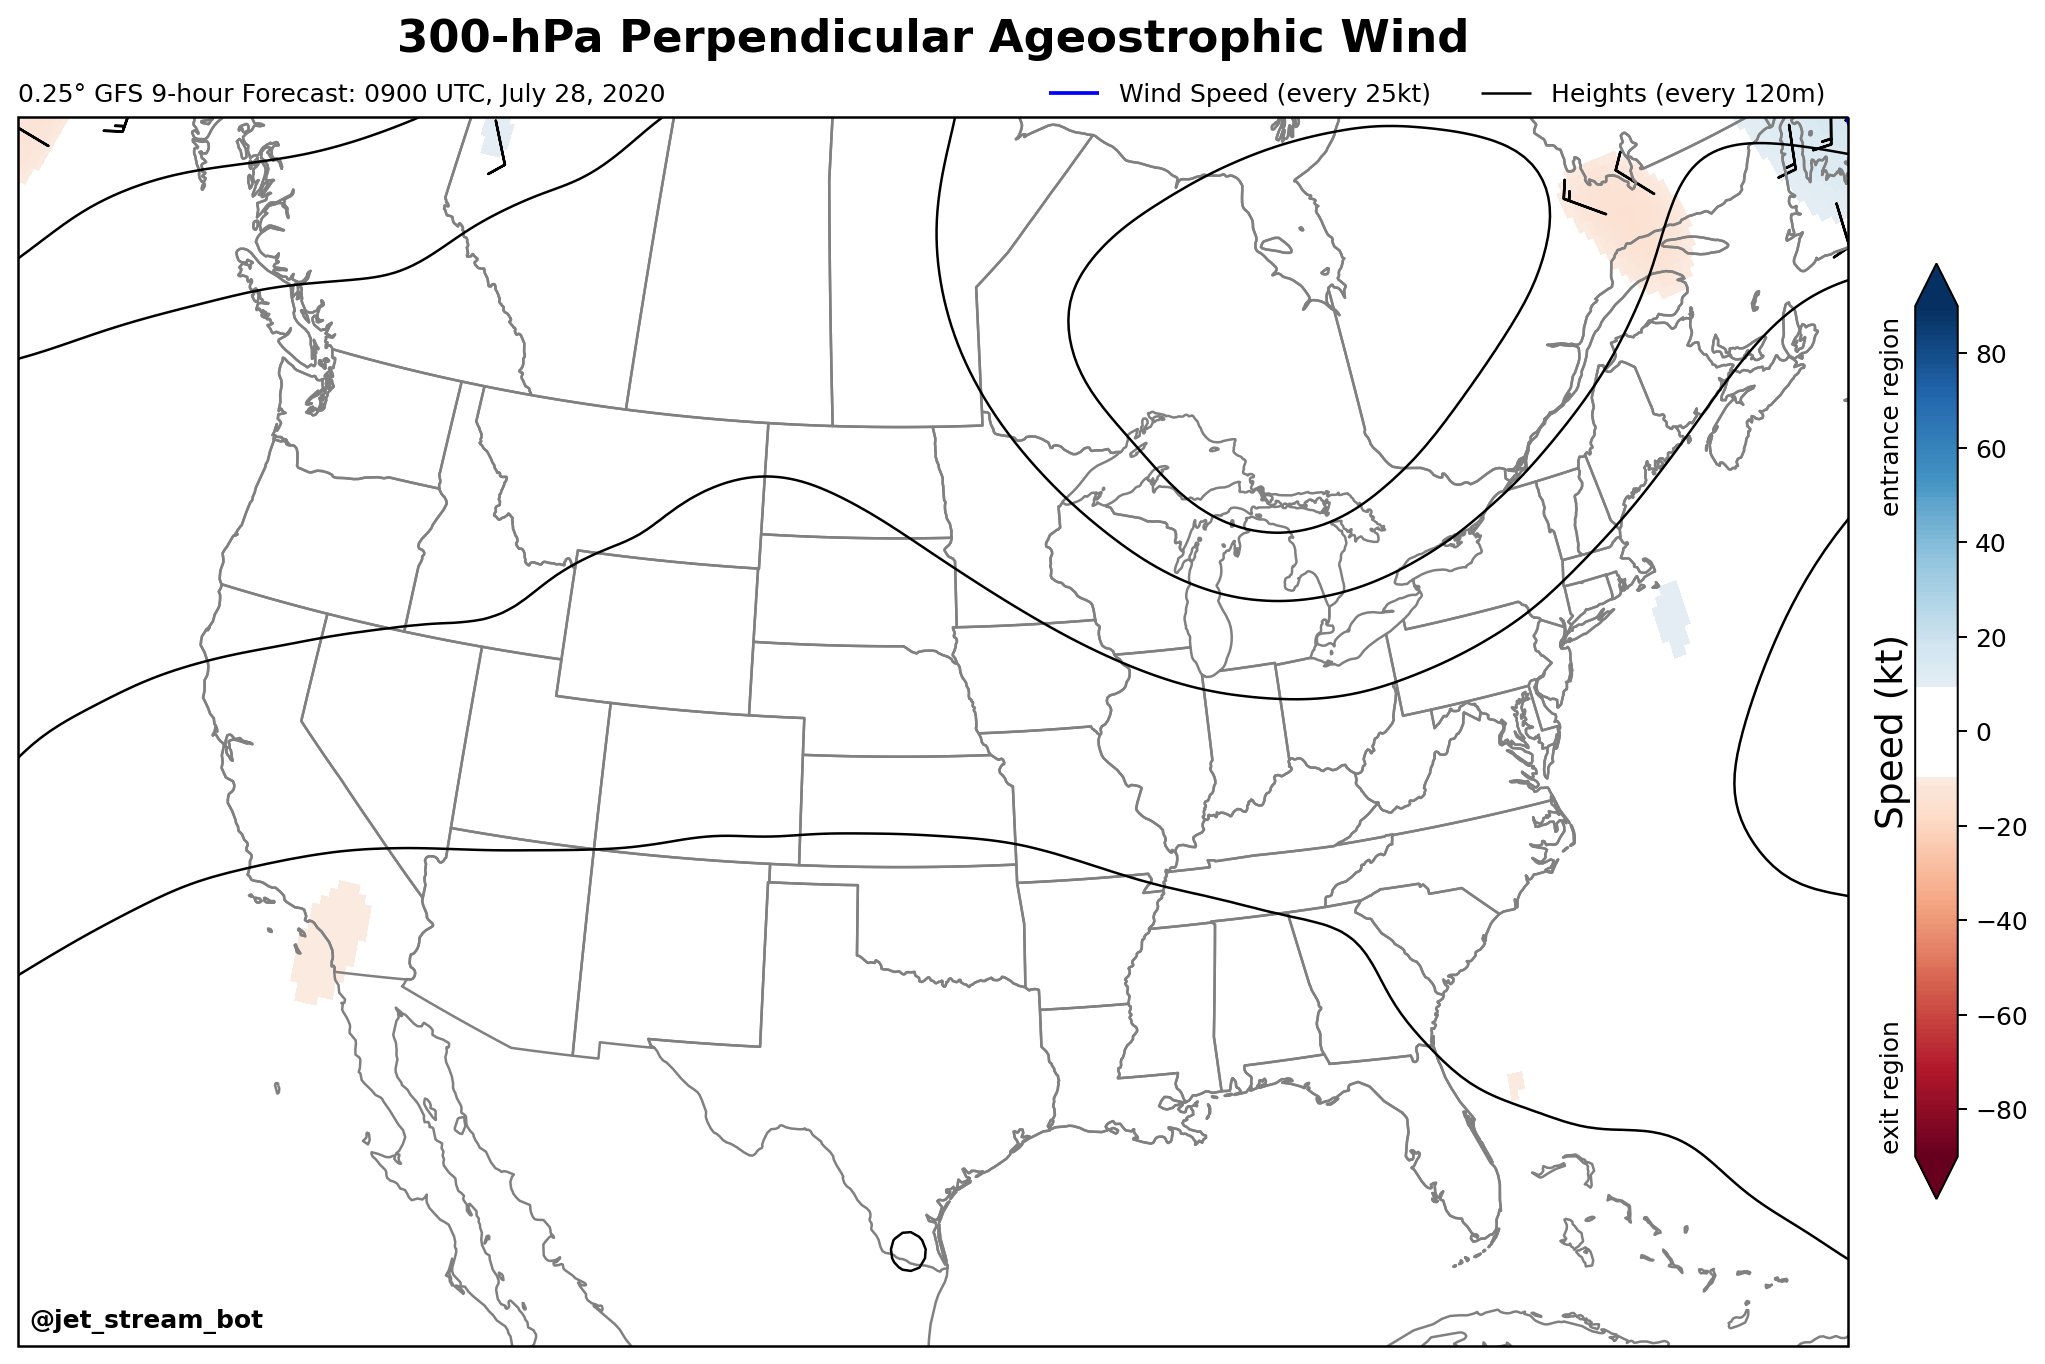 300-hPa Perpendicular Ageostrophic Wind
0.25° GFS 9-hour Forecast: 0900 UTC, July 28, 2020
Wind Speed (every 25kt)
Heights (every 120m)
entrance region
Speed (kt)
exit region
80
60
40
20
0
−20
−40
−60
−80
@jet_stream_bot